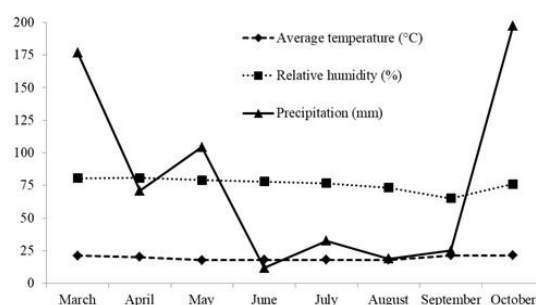 200
175
150
125
100
75
50
25
0
Average temperature (°C)
Relative humidity (%)
Precipitation (mm)
March April May June July August September October